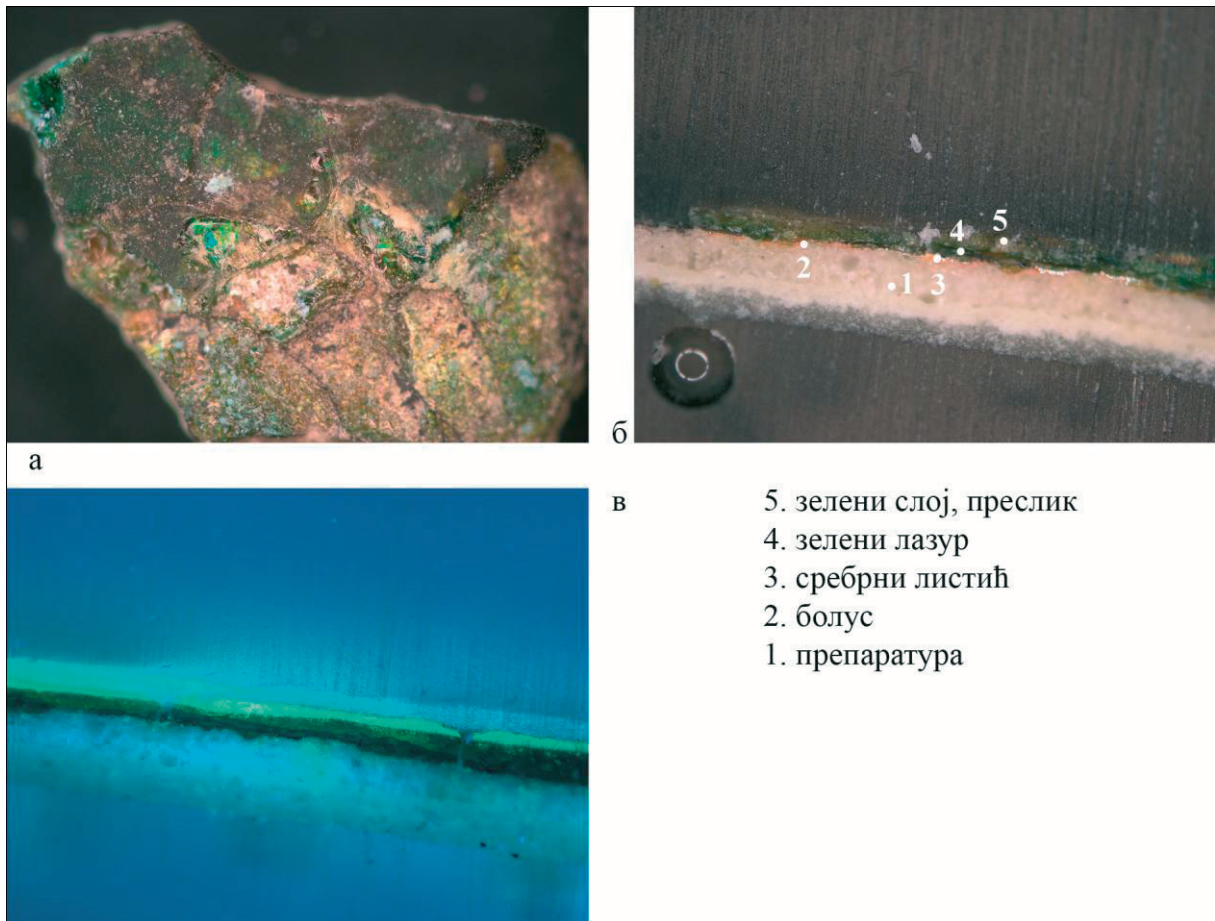 2
3
4
5
1
а
б
в
5. зелени слој, преслик
4. зелени лазур
3. сребрни листић
2. болус
1. препаратура